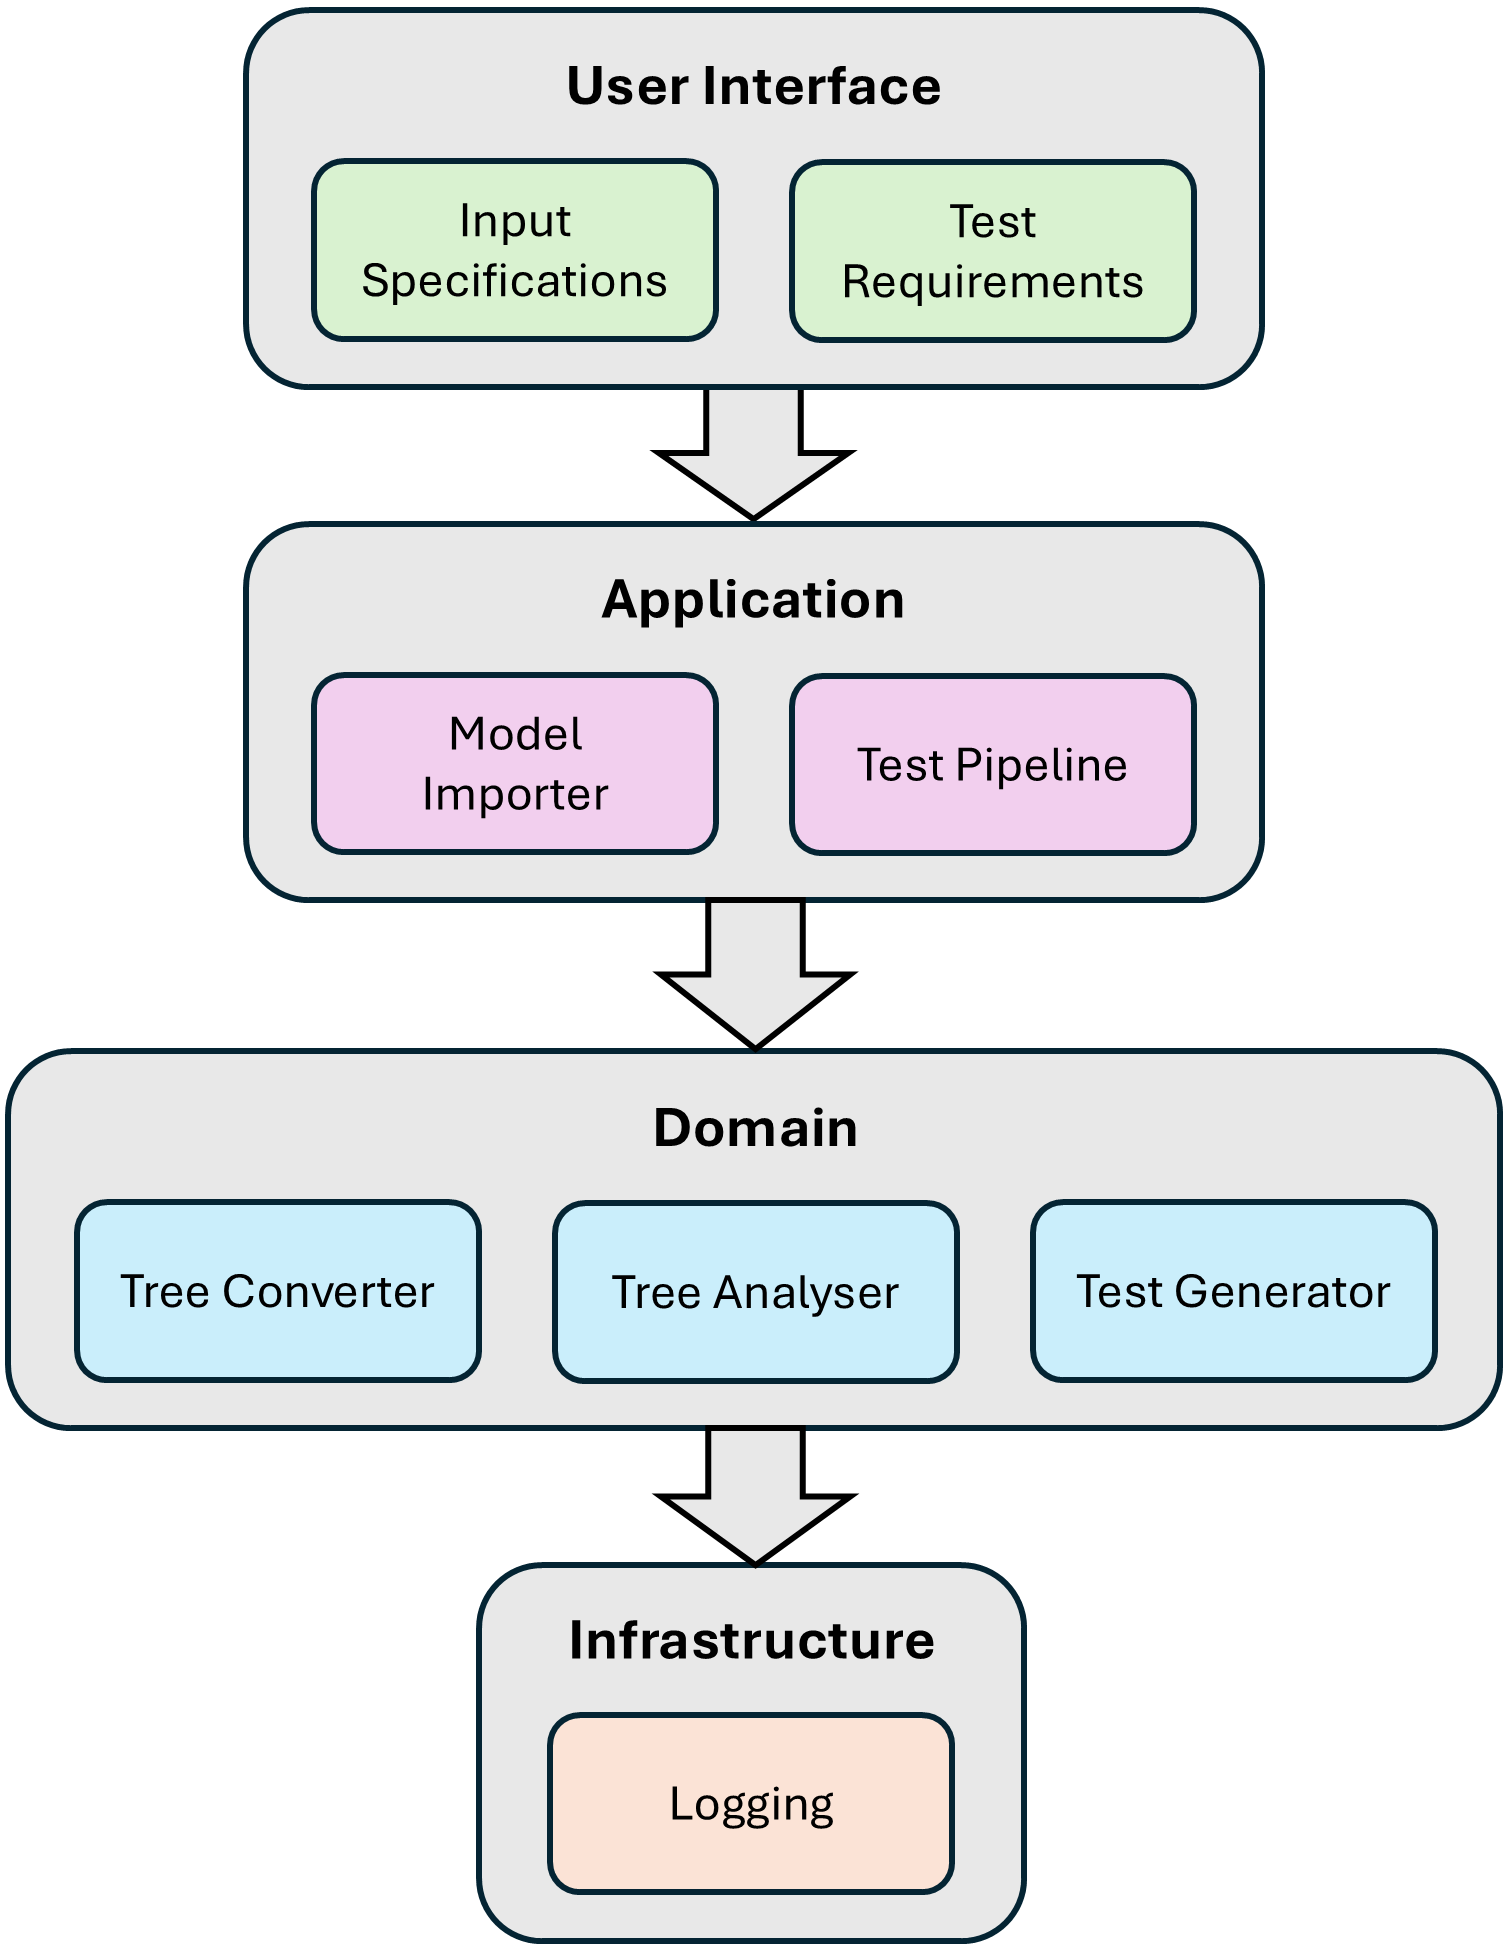 User Interface
Input
Specifications
Test
Requirements
Application
Model
Importer
Test Pipeline
Domain
Tree Converter
Tree Analyser
Test Generator
Infrastructure
Logging